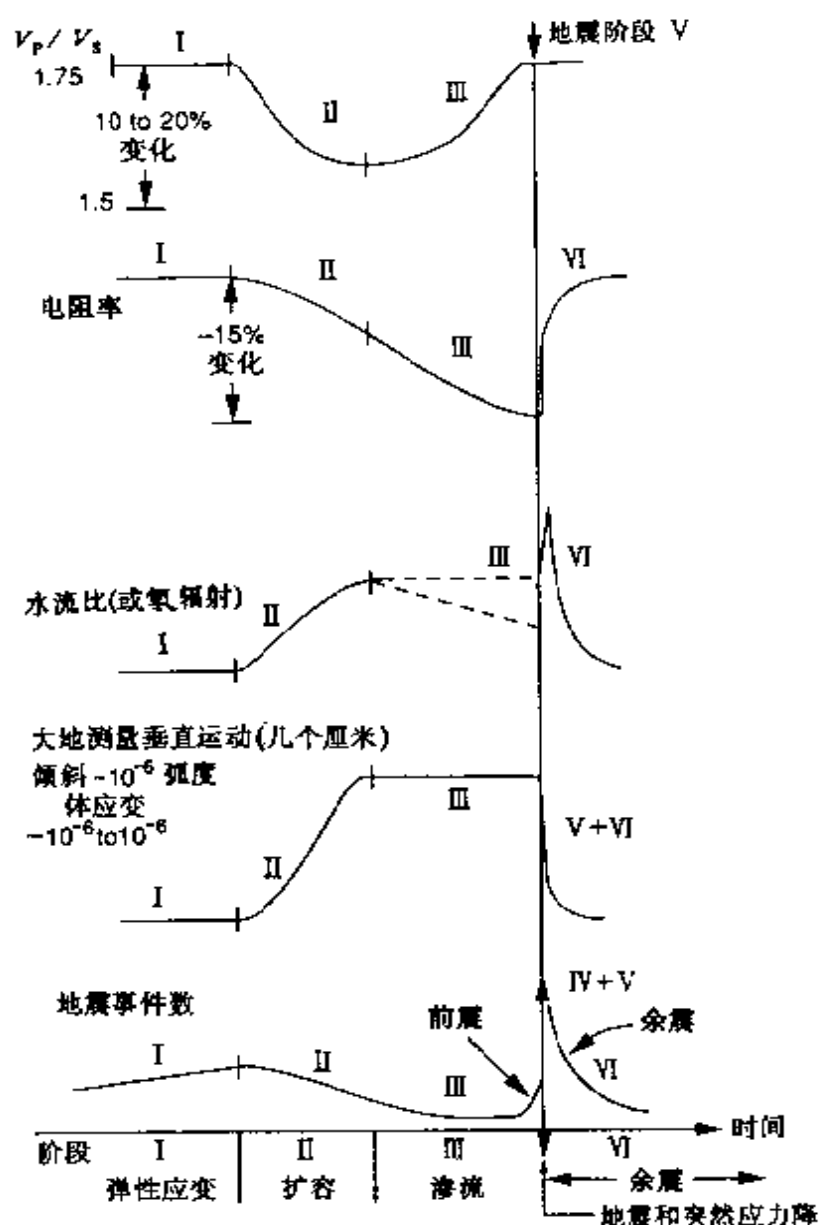 V_P / V_S
I
地震阶段 V
1.75
II
III
10 to 20%
变化
1.5
I
II
VI
电阻率
~15%
变化
III
III
VI
水流比(或氡辐射)
II
I
大地测量垂直运动(几个厘米)
倾斜~10⁻⁶ 弧度
体应变
~10⁻⁶to10⁻⁶
III
V+VI
II
I
IV+V
地震事件数
前震
余震
I
II
III
VI
时间
阶段 I II III VI
弹性应变 扩容 渗流 余震
地震和突然应力降